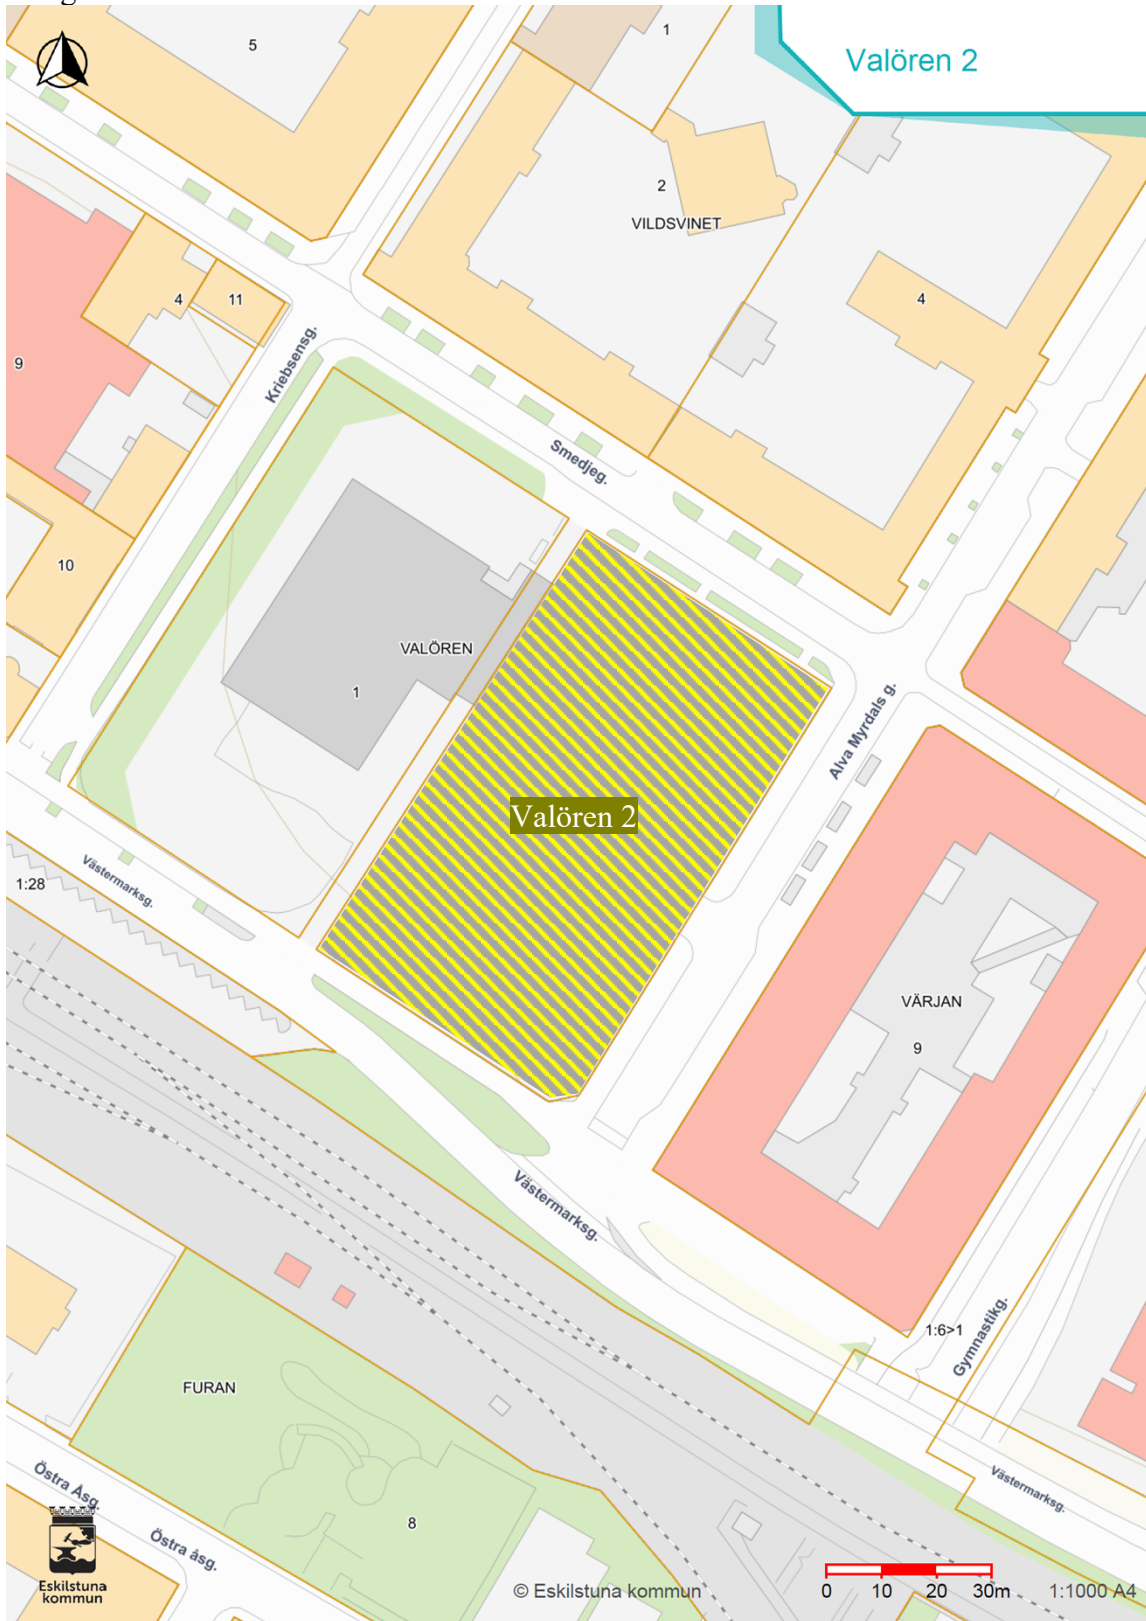 Valören 2
5
1
2
VILDSVINET
4
11
4
9
Kriebsensg.
Smedjeg.
10
VALÖREN
1
Alva Myrdals g.
Valören 2
Västermarksg.
1:28
VÄRJAN
9
Västermarksg.
1:6>1
Gymnastikg.
FURAN
Östra Åsg.
Västermarksg.
8
Östra åsg.
Eskilstuna
kommun
© Eskilstuna kommun
0 10 20 30m
1:1000 A4